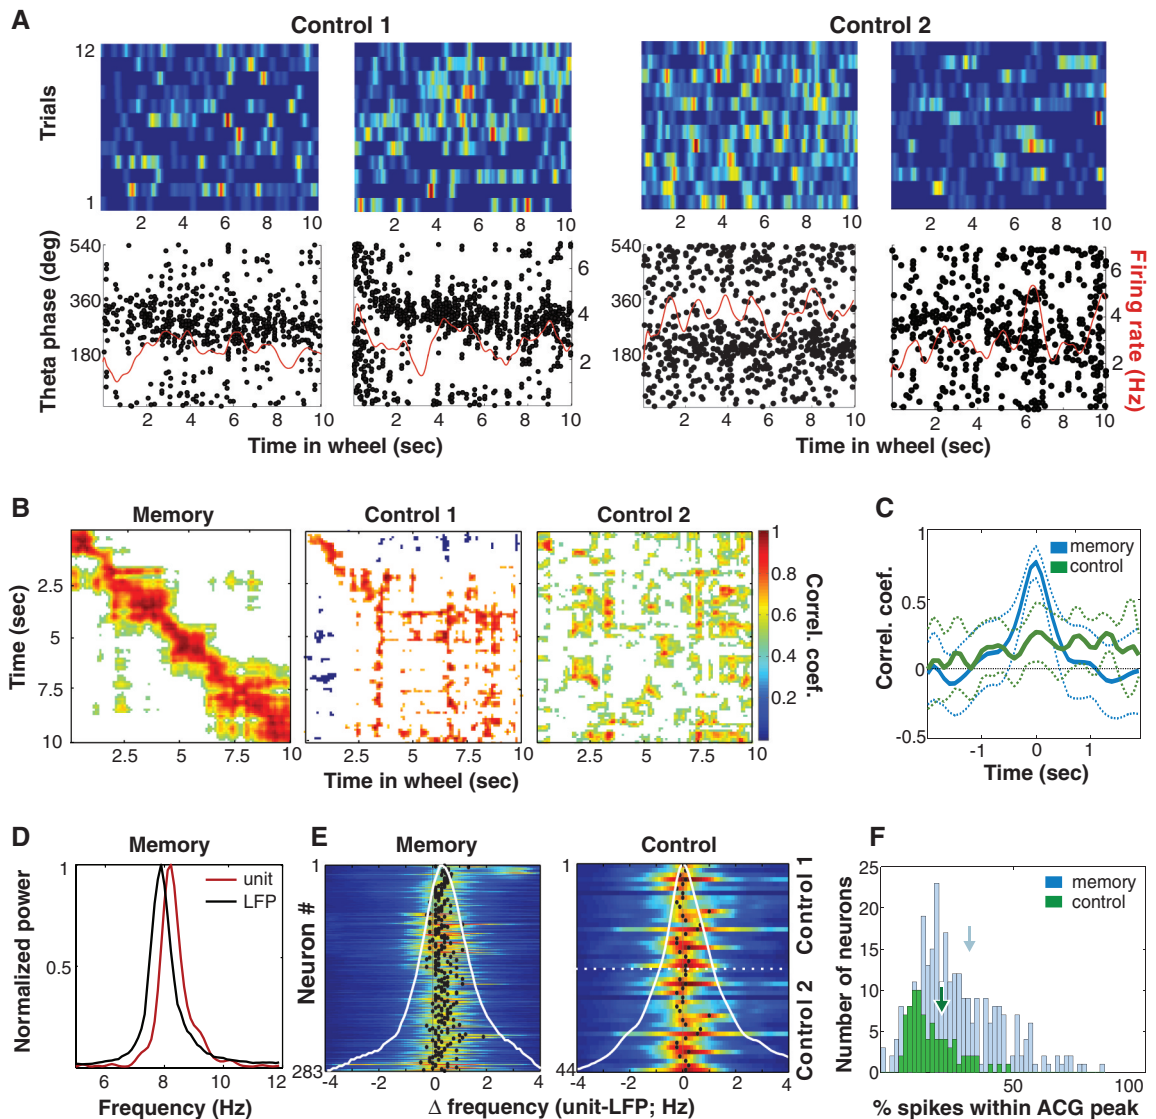 A
Control 1
Control 2
Trials
12
1
2 4 6 8 10
2 4 6 8 10
2 4 6 8 10
2 4 6 8 10
Theta phase (deg)
540
360
180
6
4
2
540
360
180
6
4
2
Firing rate (Hz)
2 4 6 8 10
2 4 6 8 10
2 4 6 8 10
2 4 6 8 10
Time in wheel (sec)
Time in wheel (sec)
B
Memory
Control 1
Control 2
Time (sec)
2.5
5
7.5
10
2.5 5 7.5 10
2.5 5 7.5 10
2.5 5 7.5 10
Time in wheel (sec)
1
0.8
0.6
0.4
0.2
Correl. coef.
C
memory
control
Correl. coef.
1
0.5
0
-0.5
-1 0 1
Time (sec)
D
Memory
unit
LFP
Normalized power
1
0.5
8 10 12
Frequency (Hz)
E
Memory
Control
Neuron #
1
283
-4 -2 0 2 4
1
44
-4 -2 0 2 4
Control 1
Control 2
Δ frequency (unit-LFP; Hz)
F
memory
control
Number of neurons
25
20
15
10
5
0
50 100
% spikes within ACG peak